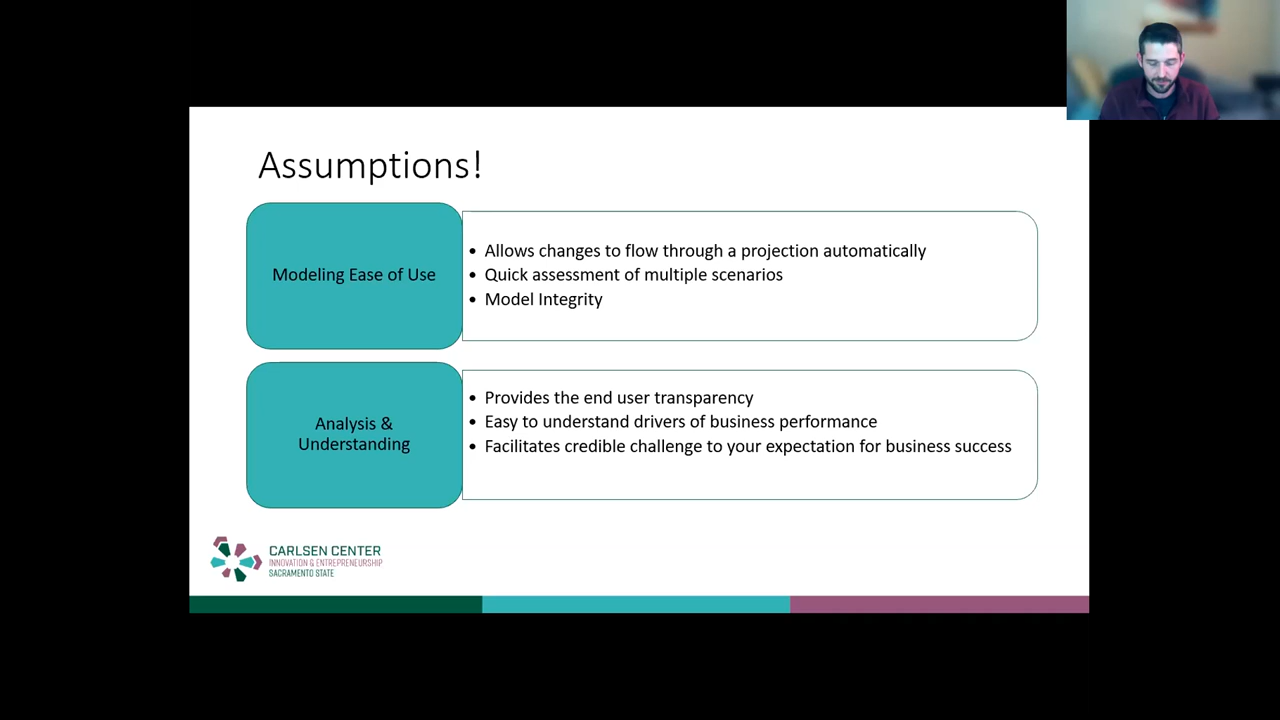 Assumptions!
Modeling Ease of Use
• Allows changes to flow through a projection automatically
• Quick assessment of multiple scenarios
• Model Integrity
Analysis &
Understanding
• Provides the end user transparency
• Easy to understand drivers of business performance
• Facilitates credible challenge to your expectation for business success
CARLSEN CENTER
INNOVATION & ENTREPRENEURSHIP
SACRAMENTO STATE